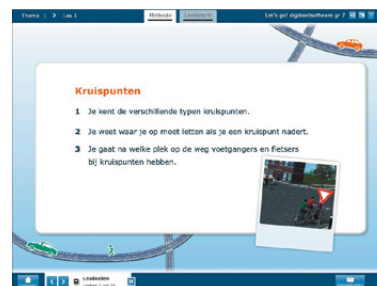 Thema 1 > Les 1 Methode Leerkracht Let's go! digibordsoftware gr 7
Kruispunten
1 Je kent de verschillende typen kruispunten.
2 Je weet waar je op moet letten als je een kruispunt nadert.
3 Je gaat na welke plek op de weg voetgangers en fietsers
bij kruispunten hebben.
Lesdoelen